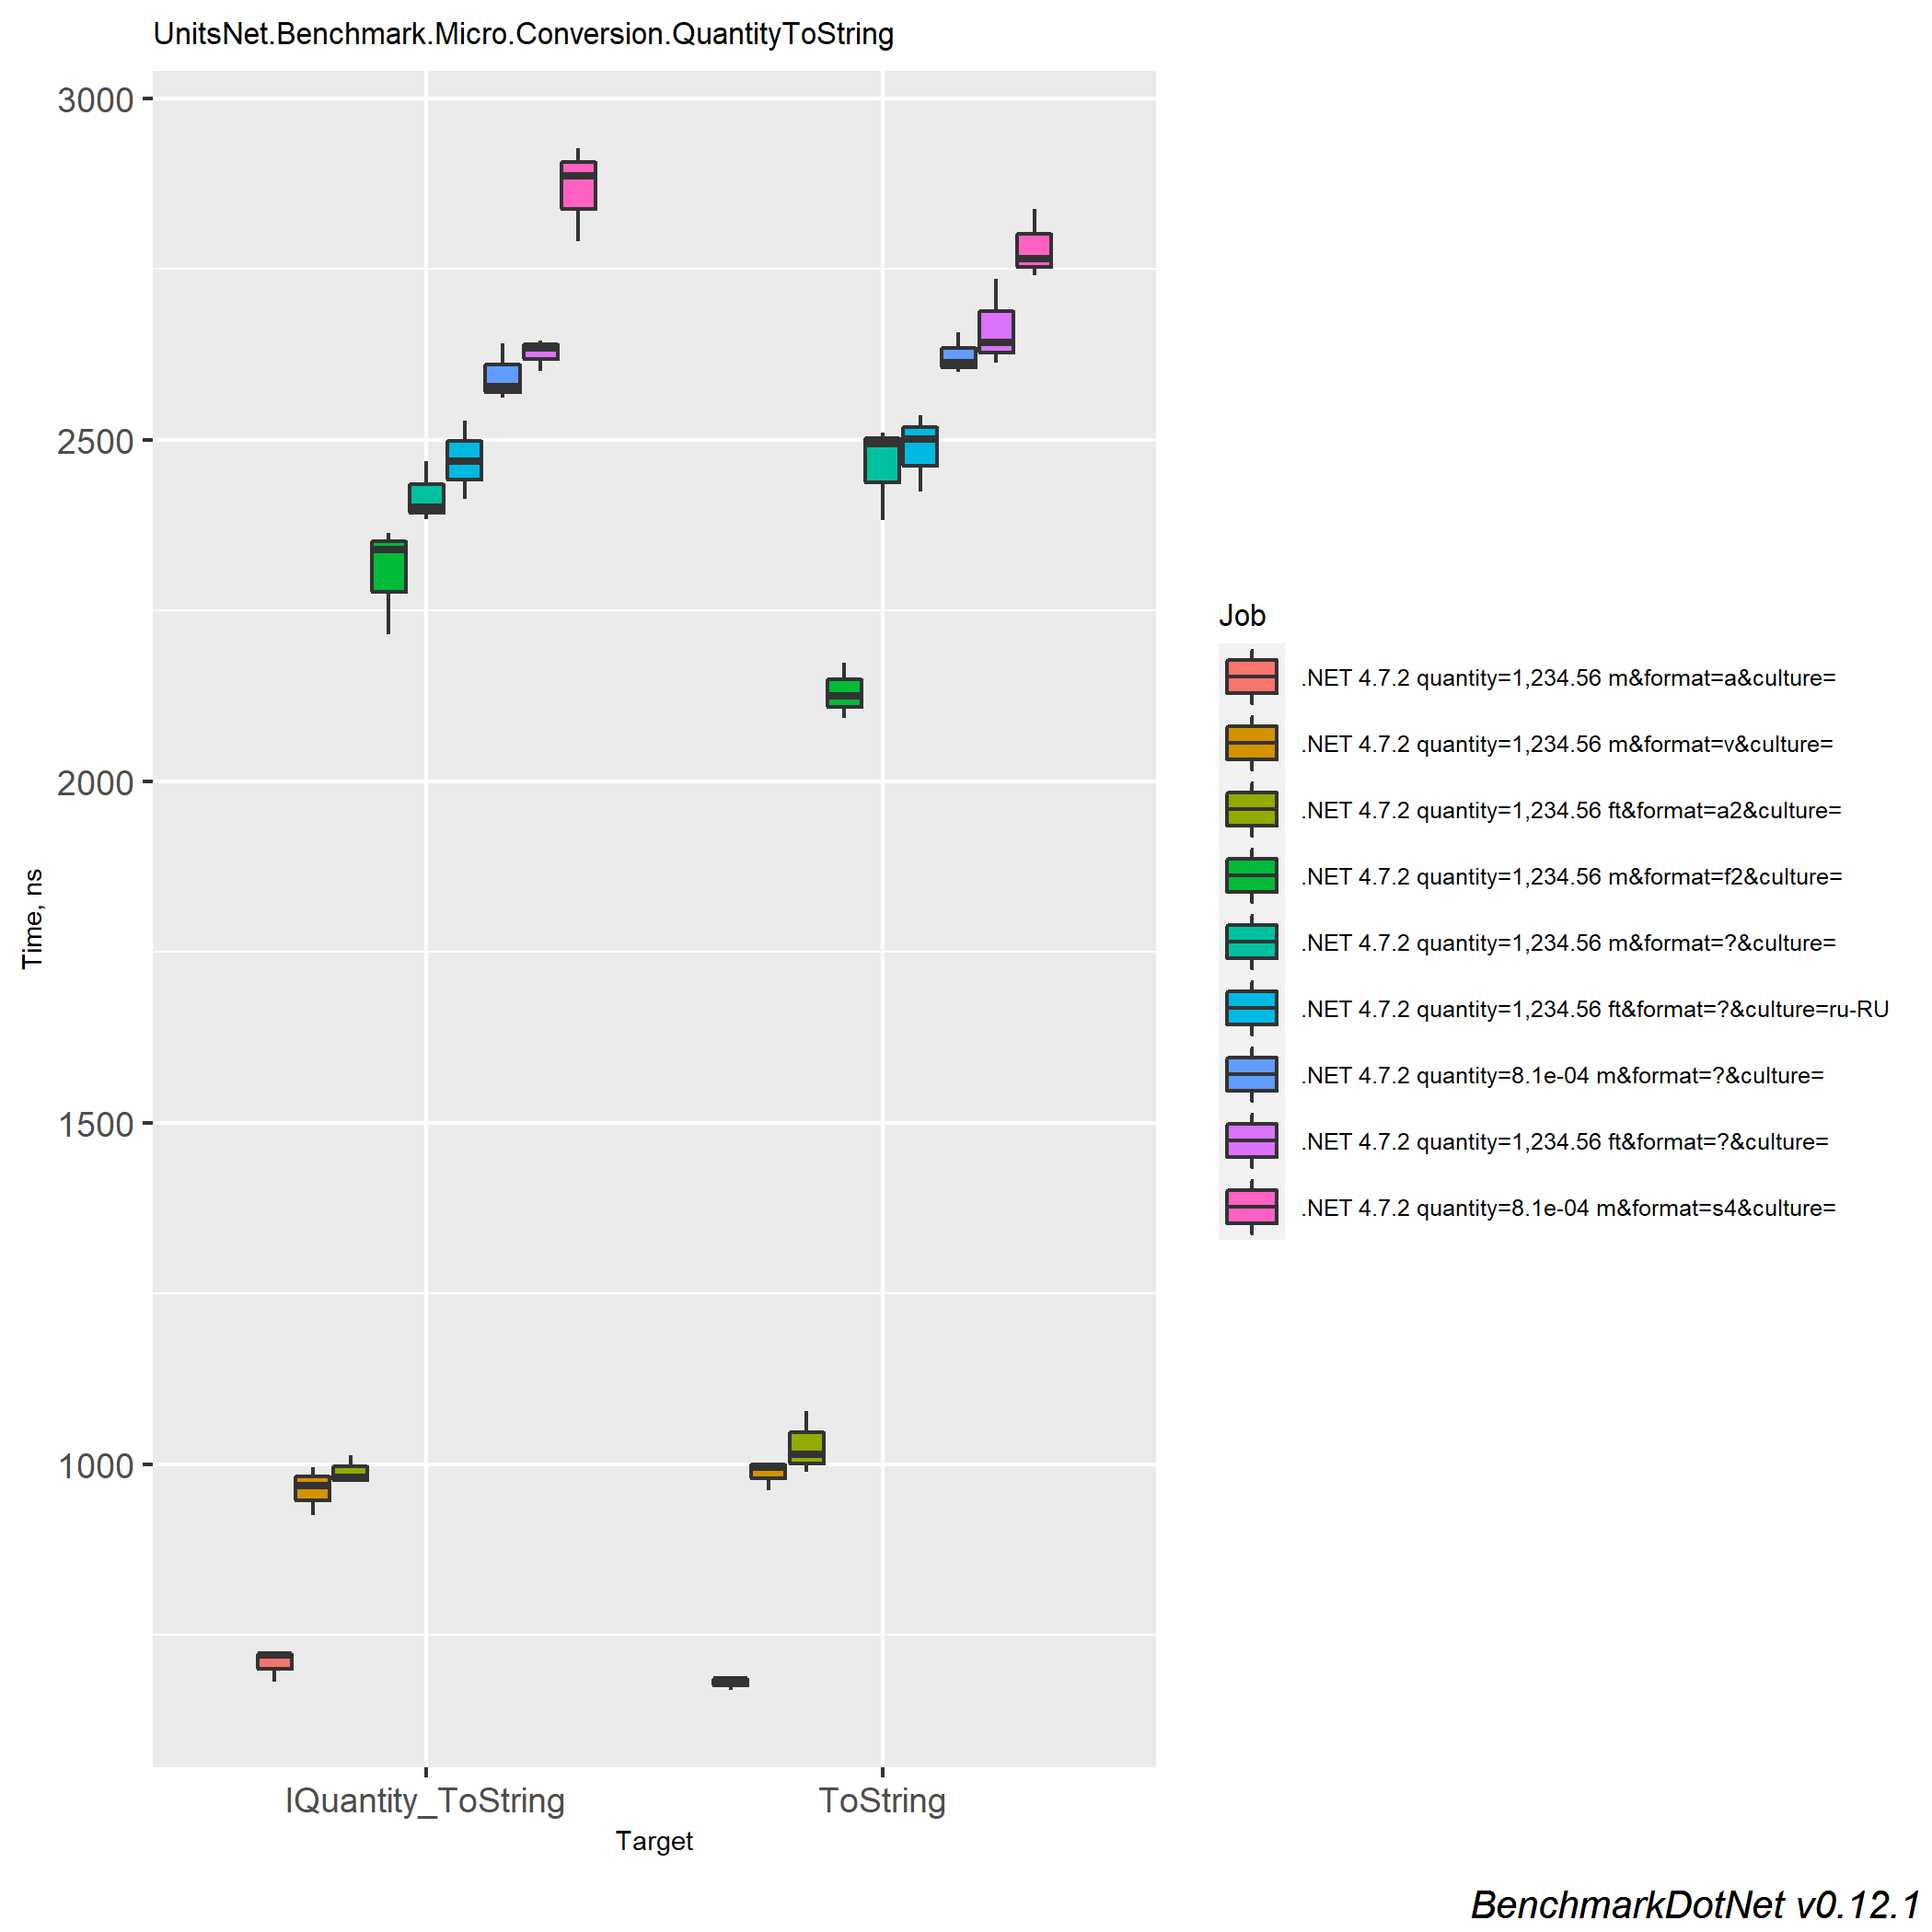 UnitsNet.Benchmark.Micro.Conversion.QuantityToString
3000
2500
2000
1500
1000
Time, ns
IQuantity_ToString
ToString
Target
Job
.NET 4.7.2 quantity=1,234.56 m&format=a&culture=
.NET 4.7.2 quantity=1,234.56 m&format=v&culture=
.NET 4.7.2 quantity=1,234.56 ft&format=a2&culture=
.NET 4.7.2 quantity=1,234.56 m&format=f2&culture=
.NET 4.7.2 quantity=1,234.56 m&format=?&culture=
.NET 4.7.2 quantity=1,234.56 ft&format=?&culture=ru-RU
.NET 4.7.2 quantity=8.1e-04 m&format=?&culture=
.NET 4.7.2 quantity=1,234.56 ft&format=?&culture=
.NET 4.7.2 quantity=8.1e-04 m&format=s4&culture=
BenchmarkDotNet v0.12.1